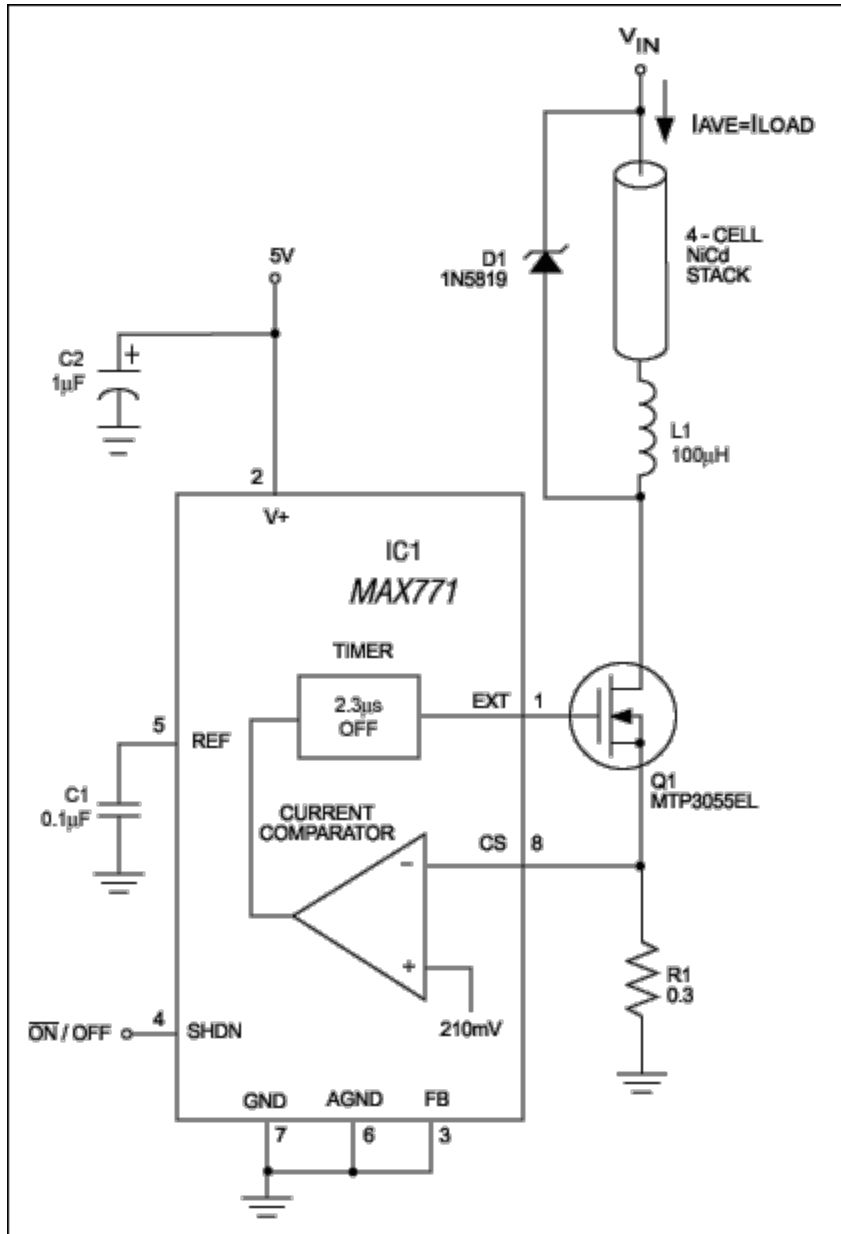 VIN
IAVE=ILOAD
4 - CELL
NiCd
STACK
D1
1N5819
5V
C2
1µF
+
L1
100µH
2
V+
IC1
MAX771
TIMER
2.3µs
OFF
EXT
1
5
REF
Q1
MTP3055EL
C1
0.1µF
CURRENT
COMPARATOR
CS
8
−
+
R1
0.3
210mV
ON / OFF
4
SHDN
GND
AGND
FB
7
6
3